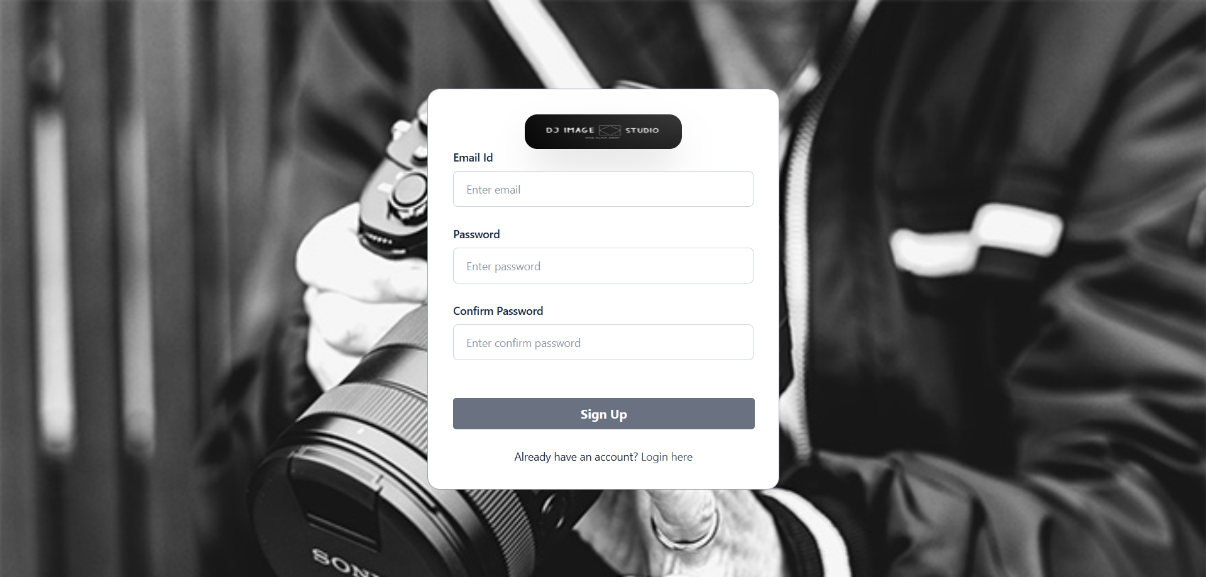 DJ IMAGE STUDIO
Email Id
Enter email
Password
Enter password
Confirm Password
Enter confirm password
Sign Up
Already have an account? Login here
SONY